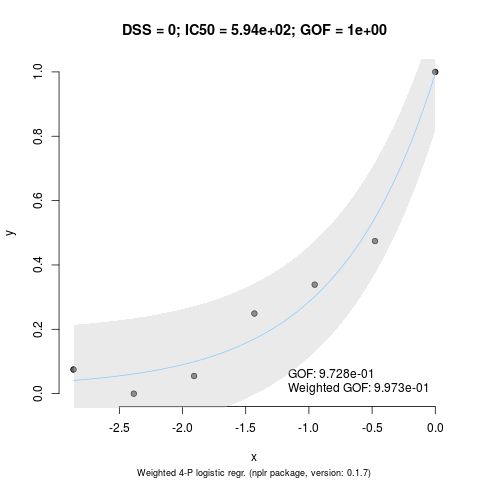 DSS = 0; IC50 = 5.94e+02; GOF = 1e+00
1.0
0.8
0.6
0.4
0.2
0.0
y
GOF: 9.728e-01
Weighted GOF: 9.973e-01
-2.5 -2.0 -1.5 -1.0 -0.5 0.0
x
Weighted 4-P logistic regr. (nplr package, version: 0.1.7)